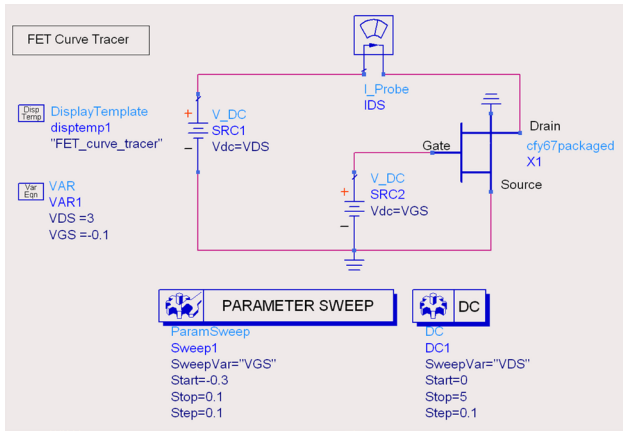 FET Curve Tracer
I_Probe
IDS
Disp
Temp
DisplayTemplate
disptemp1
"FET_curve_tracer"
+
V_DC
SRC1
Vdc=VDS
−
Drain
cfy67packaged
X1
Gate
Source
Var
Eqn
VAR
VAR1
VDS =3
VGS =-0.1
+
V_DC
SRC2
Vdc=VGS
−
PARAMETER SWEEP
ParamSweep
Sweep1
SweepVar="VGS"
Start=-0.3
Stop=0.1
Step=0.1
DC
DC
DC1
SweepVar="VDS"
Start=0
Stop=5
Step=0.1